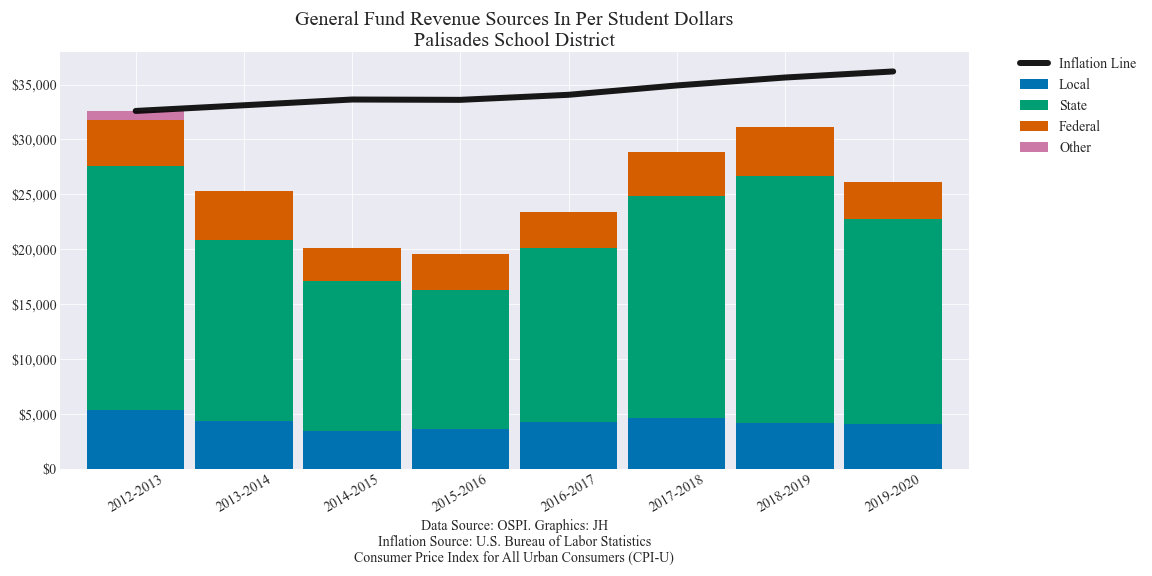 General Fund Revenue Sources In Per Student Dollars
Palisades School District
Inflation Line
Local
State
Federal
Other
$35,000
$30,000
$25,000
$20,000
$15,000
$10,000
$5,000
$0
2012-2013
2013-2014
2014-2015
2015-2016
2016-2017
2017-2018
2018-2019
2019-2020
Data Source: OSPI. Graphics: JH
Inflation Source: U.S. Bureau of Labor Statistics
Consumer Price Index for All Urban Consumers (CPI-U)